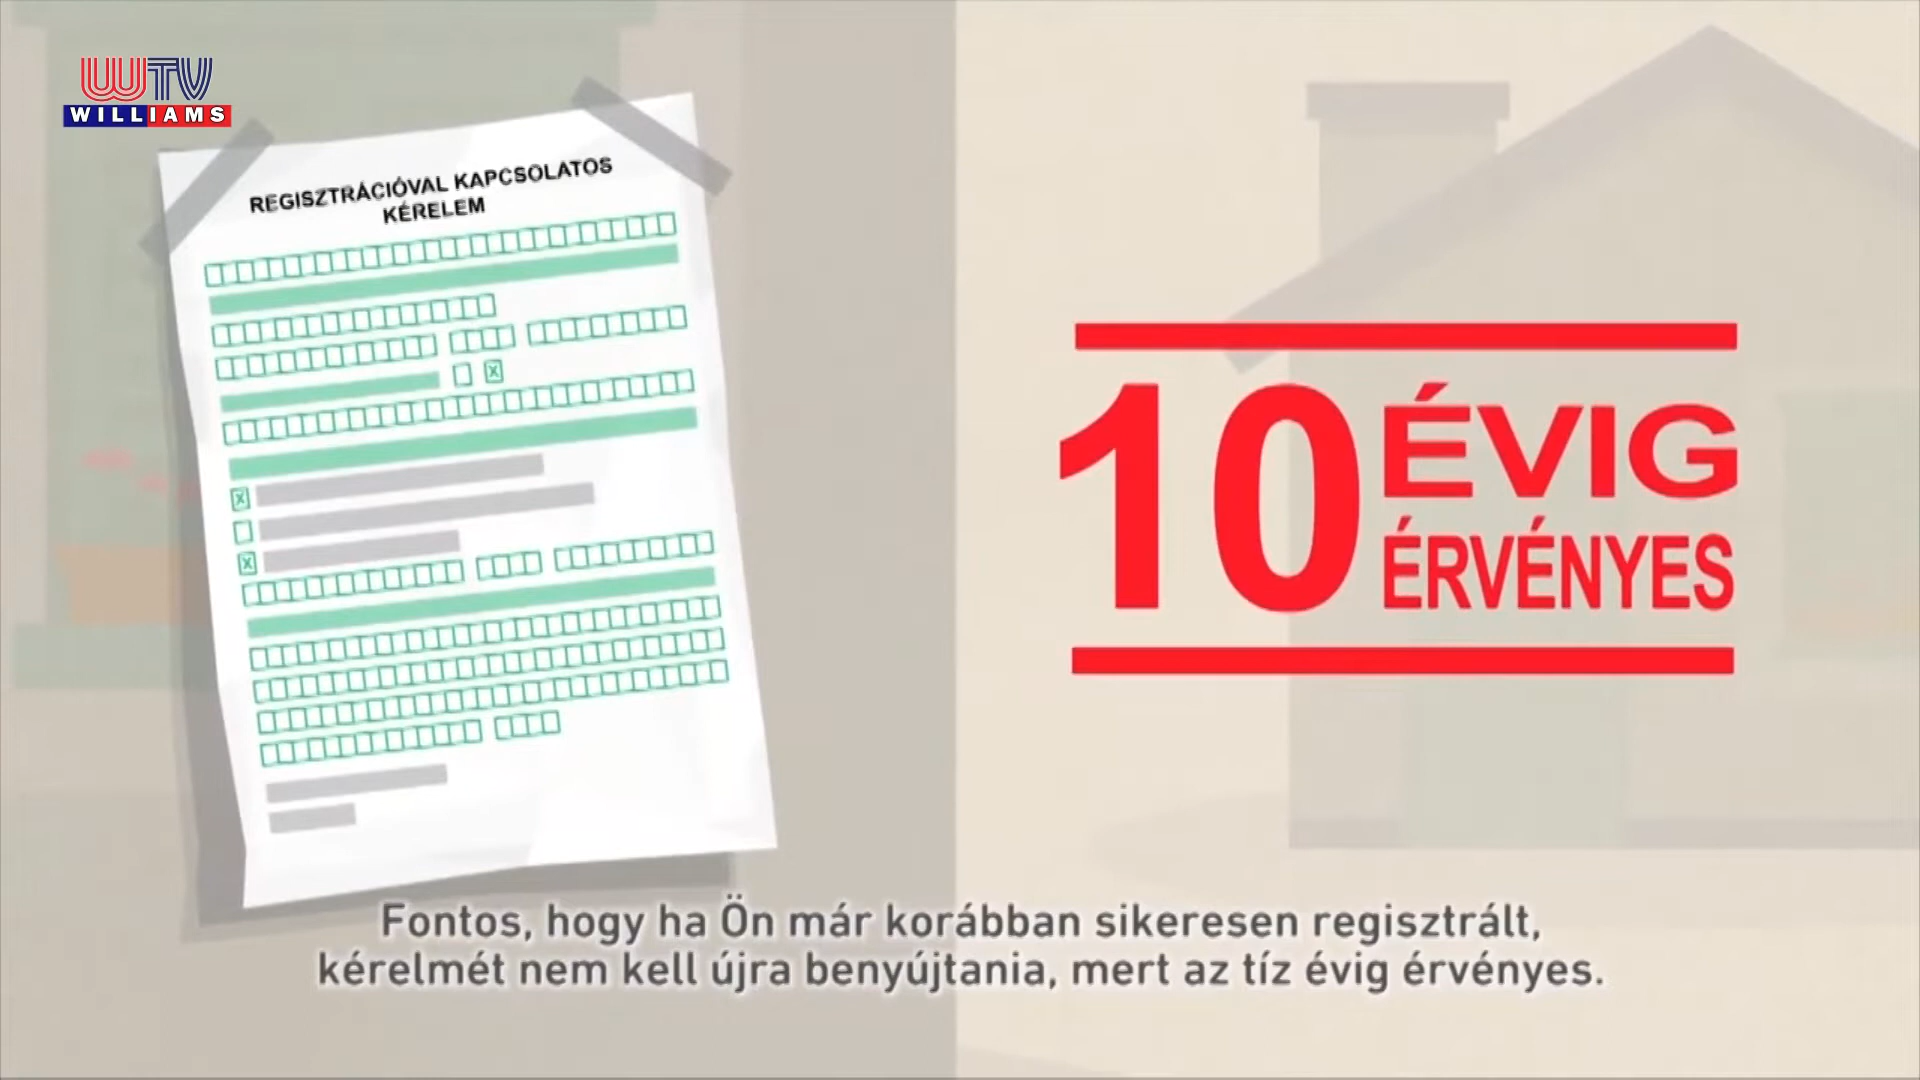 WTV
WILLIAMS
REGISZTRÁCIÓVAL KAPCSOLATOS
KÉRELEM
10 ÉVIG
ÉRVÉNYES
Fontos, hogy ha Ön már korábban sikeresen regisztrált,
kérelmét nem kell újra benyújtania, mert az tíz évig érvényes.